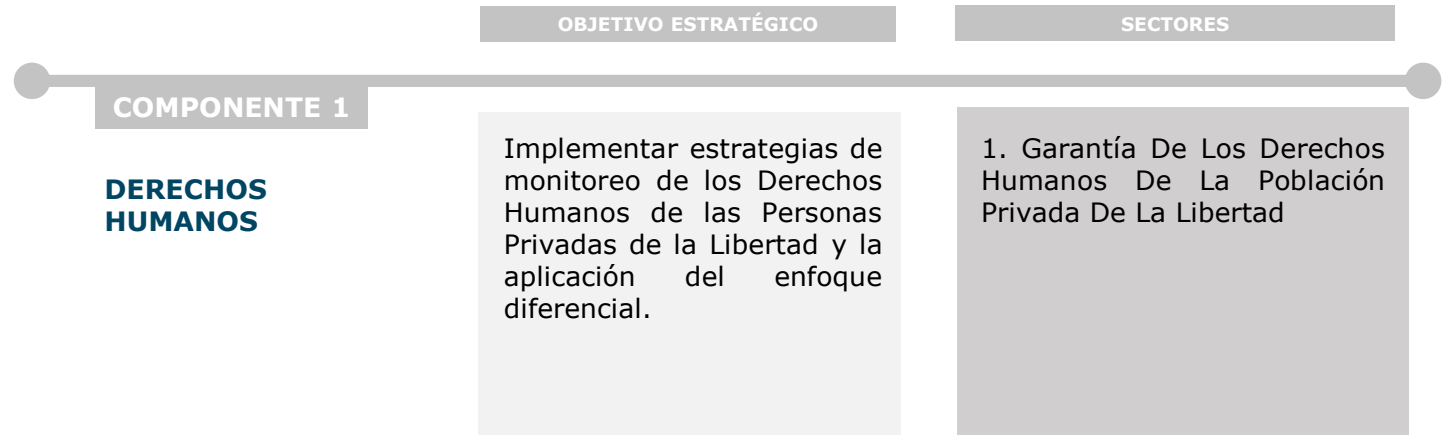 OBJETIVO ESTRATÉGICO
SECTORES
COMPONENTE 1
DERECHOS
HUMANOS
Implementar estrategias de
monitoreo de los Derechos
Humanos de las Personas
Privadas de la Libertad y la
aplicación del enfoque
diferencial.
1. Garantía De Los Derechos
Humanos De La Población
Privada De La Libertad